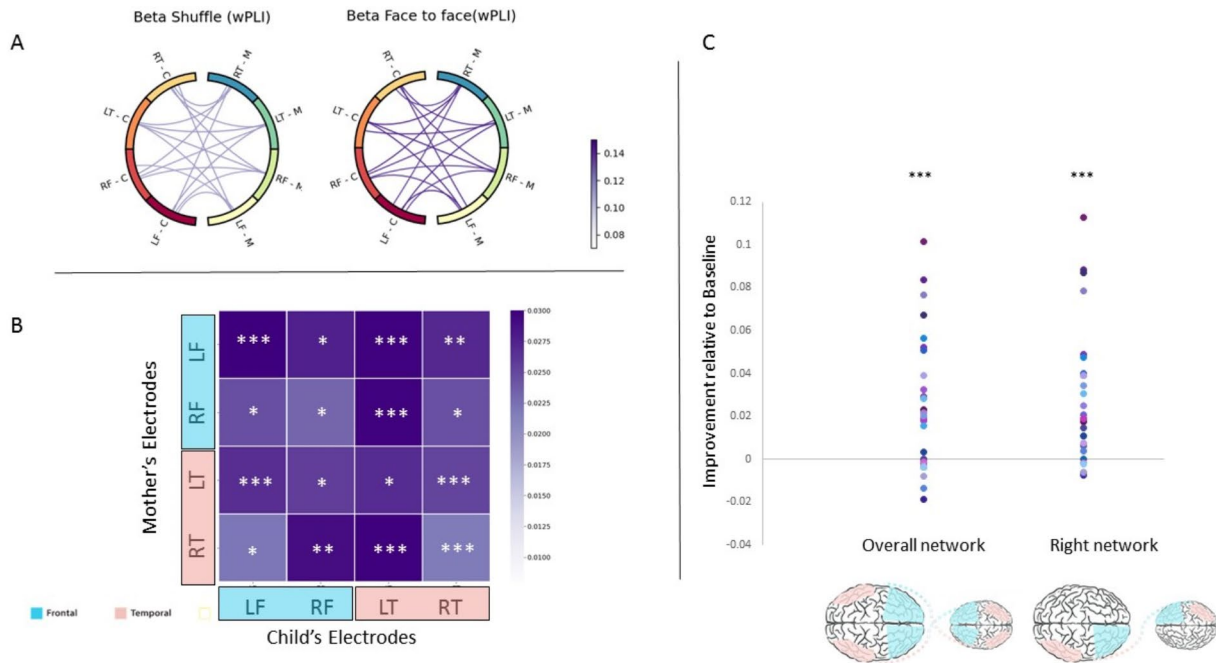 Beta Shuffle (wPLI)
Beta Face to face(wPLI)
A
RT - C
RT - M
LT - C
LT - M
RF - C
RF - M
LF - C
LF - M
RT - C
RT - M
LT - C
LT - M
RF - C
RF - M
LF - C
LF - M
0.14
0.12
0.10
0.08
B
Mother's Electrodes
LF
RF
LT
RT
*** * *** **
* * *** *
*** * * ***
* ** *** ***
0.0300
0.0275
0.0250
0.0225
0.0200
0.0175
0.0150
0.0125
0.0100
LF RF LT RT
Child's Electrodes
Frontal
Temporal
C
*** ***
Improvement relative to Baseline
0.12
0.1
0.08
0.06
0.04
0.02
0
-0.02
-0.04
Overall network
Right network